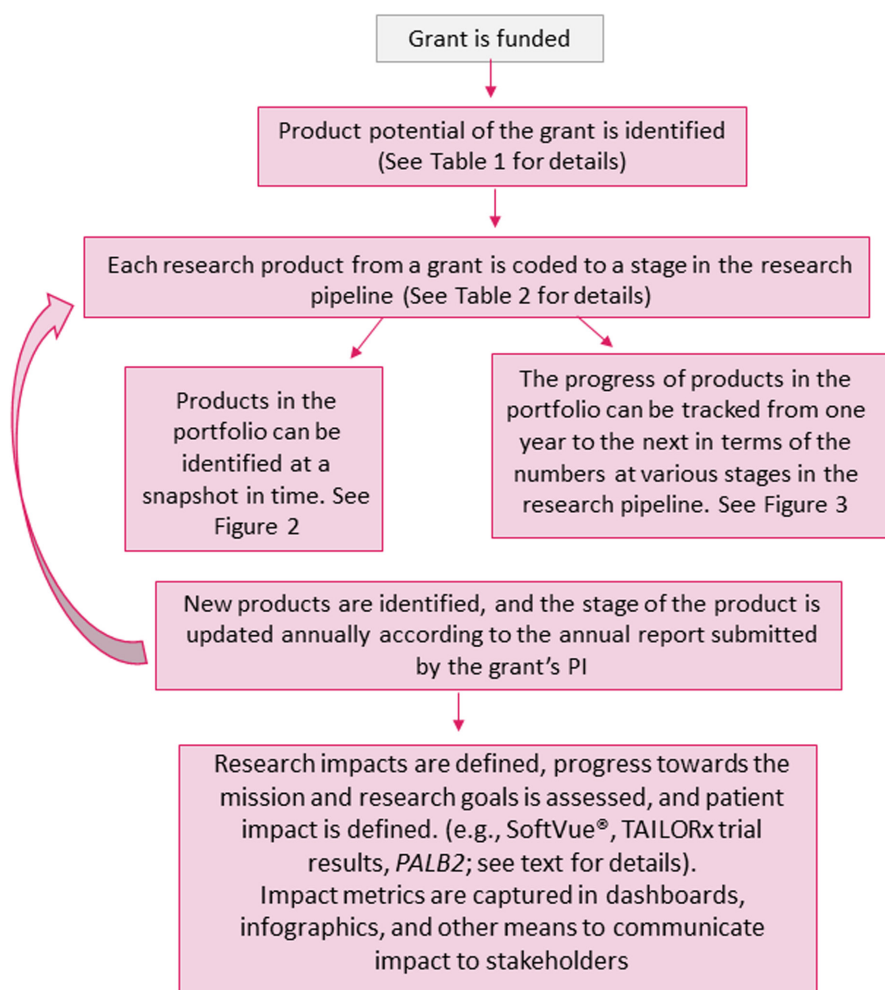 Grant is funded
Product potential of the grant is identified
(See Table 1 for details)
Each research product from a grant is coded to a stage in the research
pipeline (See Table 2 for details)
Products in the
portfolio can be
identified at a
snapshot in time. See
Figure 2
The progress of products in the
portfolio can be tracked from one
year to the next in terms of the
numbers at various stages in the
research pipeline. See Figure 3
New products are identified, and the stage of the product is
updated annually according to the annual report submitted
by the grant’s PI
Research impacts are defined, progress towards the
mission and research goals is assessed, and patient
impact is defined. (e.g., SoftVue®, TAILORx trial
results, PALB2; see text for details).
Impact metrics are captured in dashboards,
infographics, and other means to communicate
impact to stakeholders